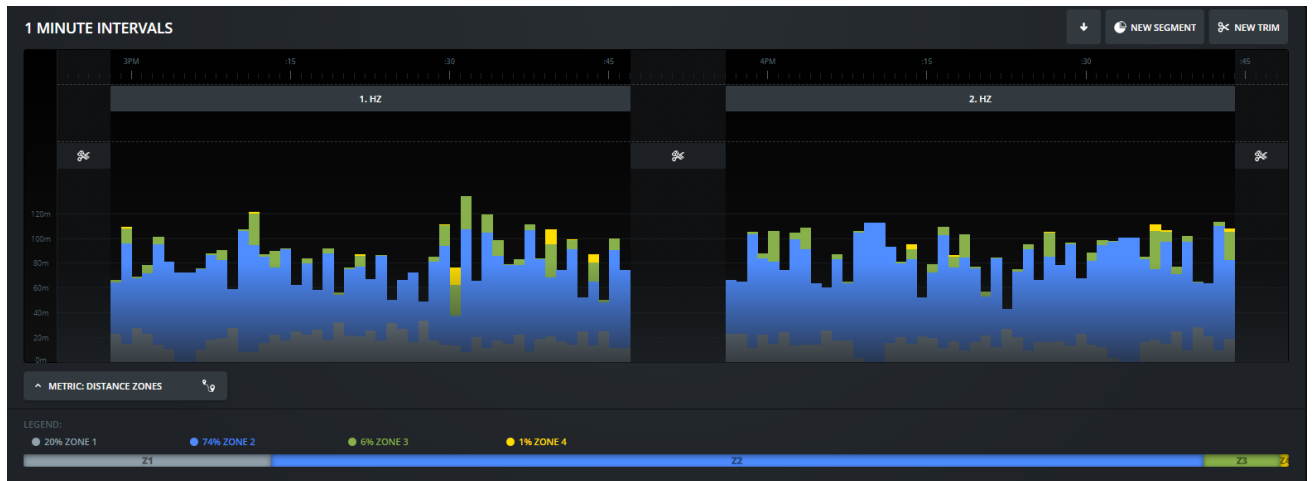 1 MINUTE INTERVALS
NEW SEGMENT
NEW TRIM
3PM :15 :30 :45 4PM :15 :30 :45
1. HZ 2. HZ
120m
100m
80m
60m
40m
20m
0m
METRIC: DISTANCE ZONES
LEGEND:
20% ZONE 1 74% ZONE 2 6% ZONE 3 1% ZONE 4
Z1 Z2 Z3 Z4